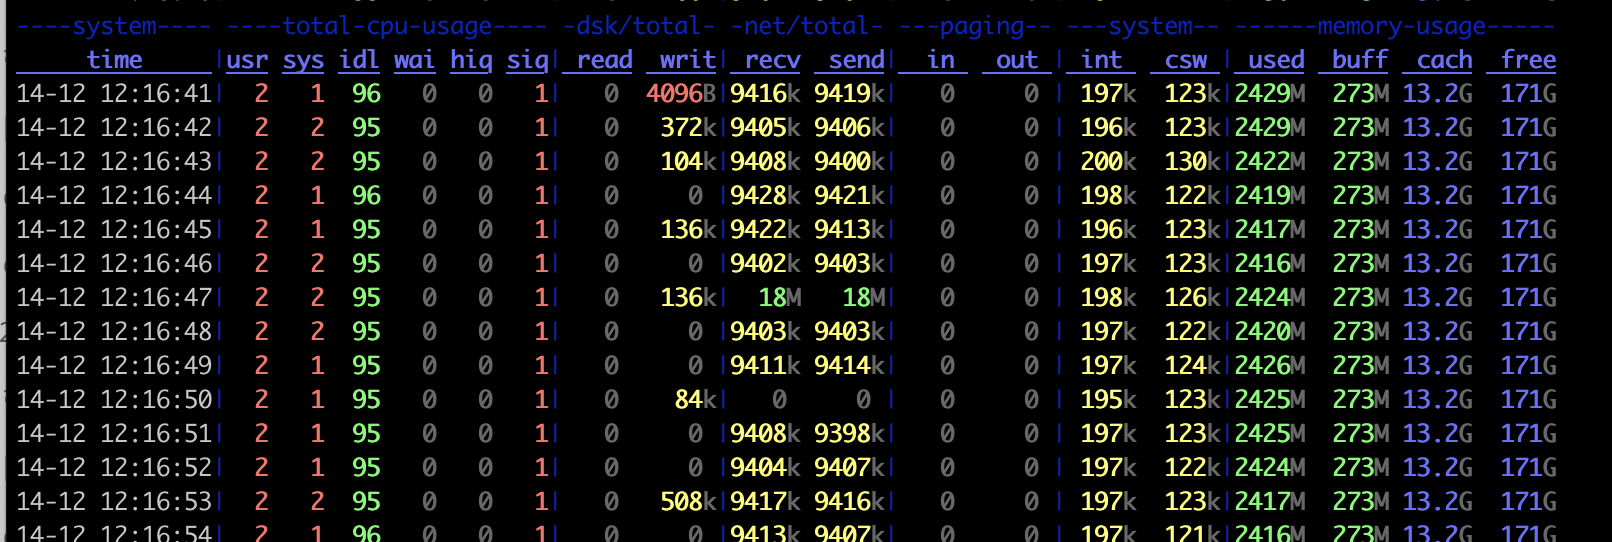 ----system---- ----total-cpu-usage---- -dsk/total- -net/total- ---paging-- ---system-- ------memory-usage-----
time |usr sys idl wai hiq siq| read writ| recv send| in out | int csw | used buff cach free
14-12 12:16:41| 2 1 96 0 0 1| 0 4096B|9416k 9419k| 0 0 | 197k 123k|2429M 273M 13.2G 171G
14-12 12:16:42| 2 2 95 0 0 1| 0 372k|9405k 9406k| 0 0 | 196k 123k|2429M 273M 13.2G 171G
14-12 12:16:43| 2 2 95 0 0 1| 0 104k|9408k 9400k| 0 0 | 200k 130k|2422M 273M 13.2G 171G
14-12 12:16:44| 2 1 96 0 0 1| 0 0 |9428k 9421k| 0 0 | 198k 122k|2419M 273M 13.2G 171G
14-12 12:16:45| 2 1 95 0 0 1| 0 136k|9422k 9413k| 0 0 | 196k 123k|2417M 273M 13.2G 171G
14-12 12:16:46| 2 2 95 0 0 1| 0 0 |9402k 9403k| 0 0 | 197k 123k|2416M 273M 13.2G 171G
14-12 12:16:47| 2 2 95 0 0 1| 0 136k| 18M 18M| 0 0 | 198k 126k|2424M 273M 13.2G 171G
14-12 12:16:48| 2 2 95 0 0 1| 0 0 |9403k 9403k| 0 0 | 197k 122k|2420M 273M 13.2G 171G
14-12 12:16:49| 2 1 95 0 0 1| 0 0 |9411k 9414k| 0 0 | 197k 124k|2426M 273M 13.2G 171G
14-12 12:16:50| 2 1 95 0 0 1| 0 84k| 0 0 | 0 0 | 195k 123k|2425M 273M 13.2G 171G
14-12 12:16:51| 2 1 95 0 0 1| 0 0 |9408k 9398k| 0 0 | 197k 123k|2425M 273M 13.2G 171G
14-12 12:16:52| 2 1 95 0 0 1| 0 0 |9404k 9407k| 0 0 | 197k 122k|2424M 273M 13.2G 171G
14-12 12:16:53| 2 2 95 0 0 1| 0 508k|9417k 9416k| 0 0 | 197k 123k|2417M 273M 13.2G 171G
14-12 12:16:54| 2 1 96 0 0 1| 0 0 |9413k 9407k| 0 0 | 197k 121k|2416M 273M 13.2G 171G